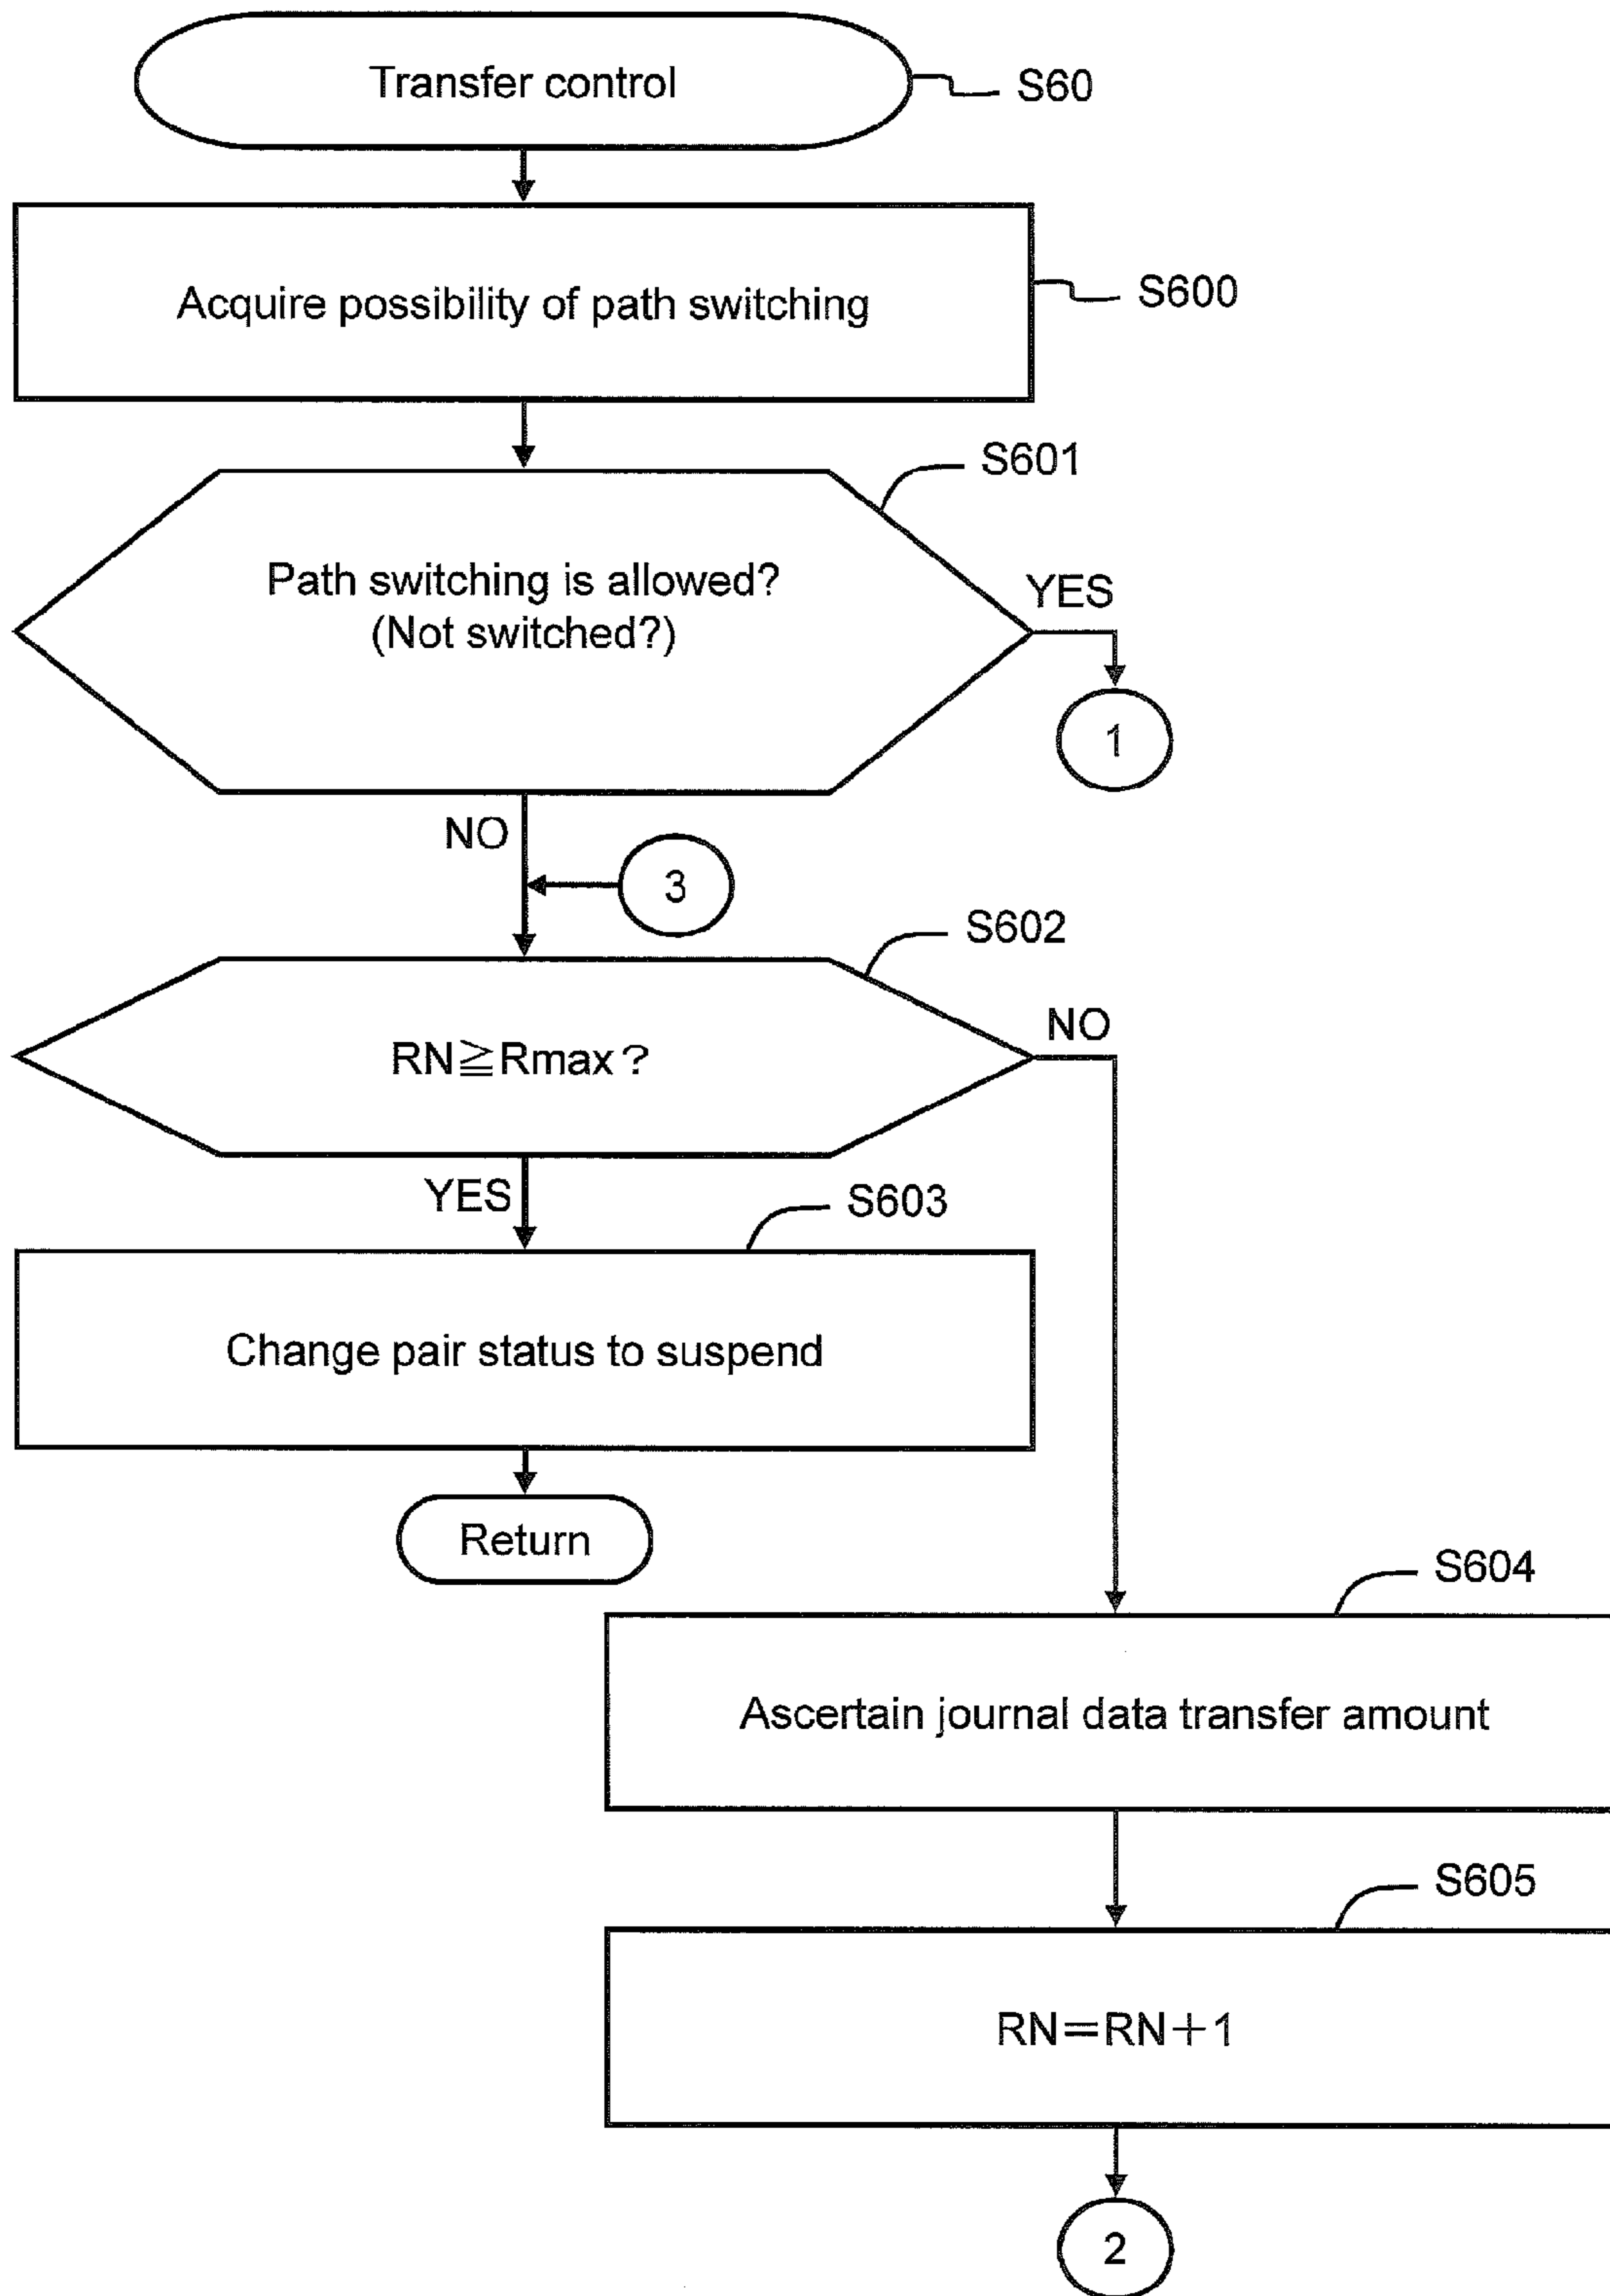 Transfer control
S60
Acquire possibility of path switching
S600
S601
Path switching is allowed?
(Not switched?)
YES
1
NO
3
S602
RN≧Rmax?
NO
YES
S603
Change pair status to suspend
Return
S604
Ascertain journal data transfer amount
S605
RN=RN+1
2